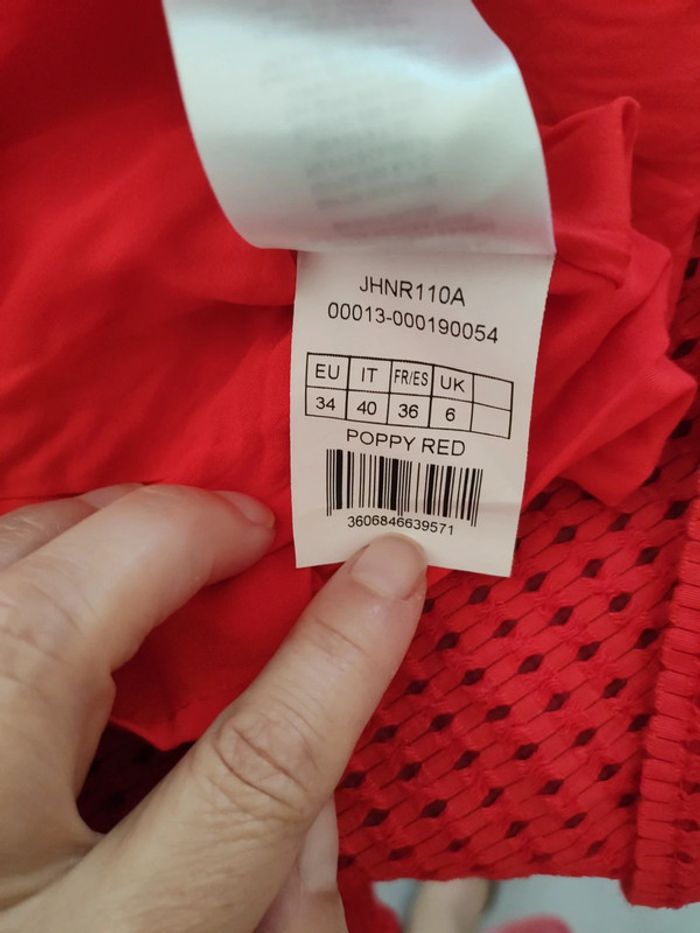 JHNR110A
00013-000190054
EU IT FR/ES UK
34 40 36 6
POPPY RED
3606846639571